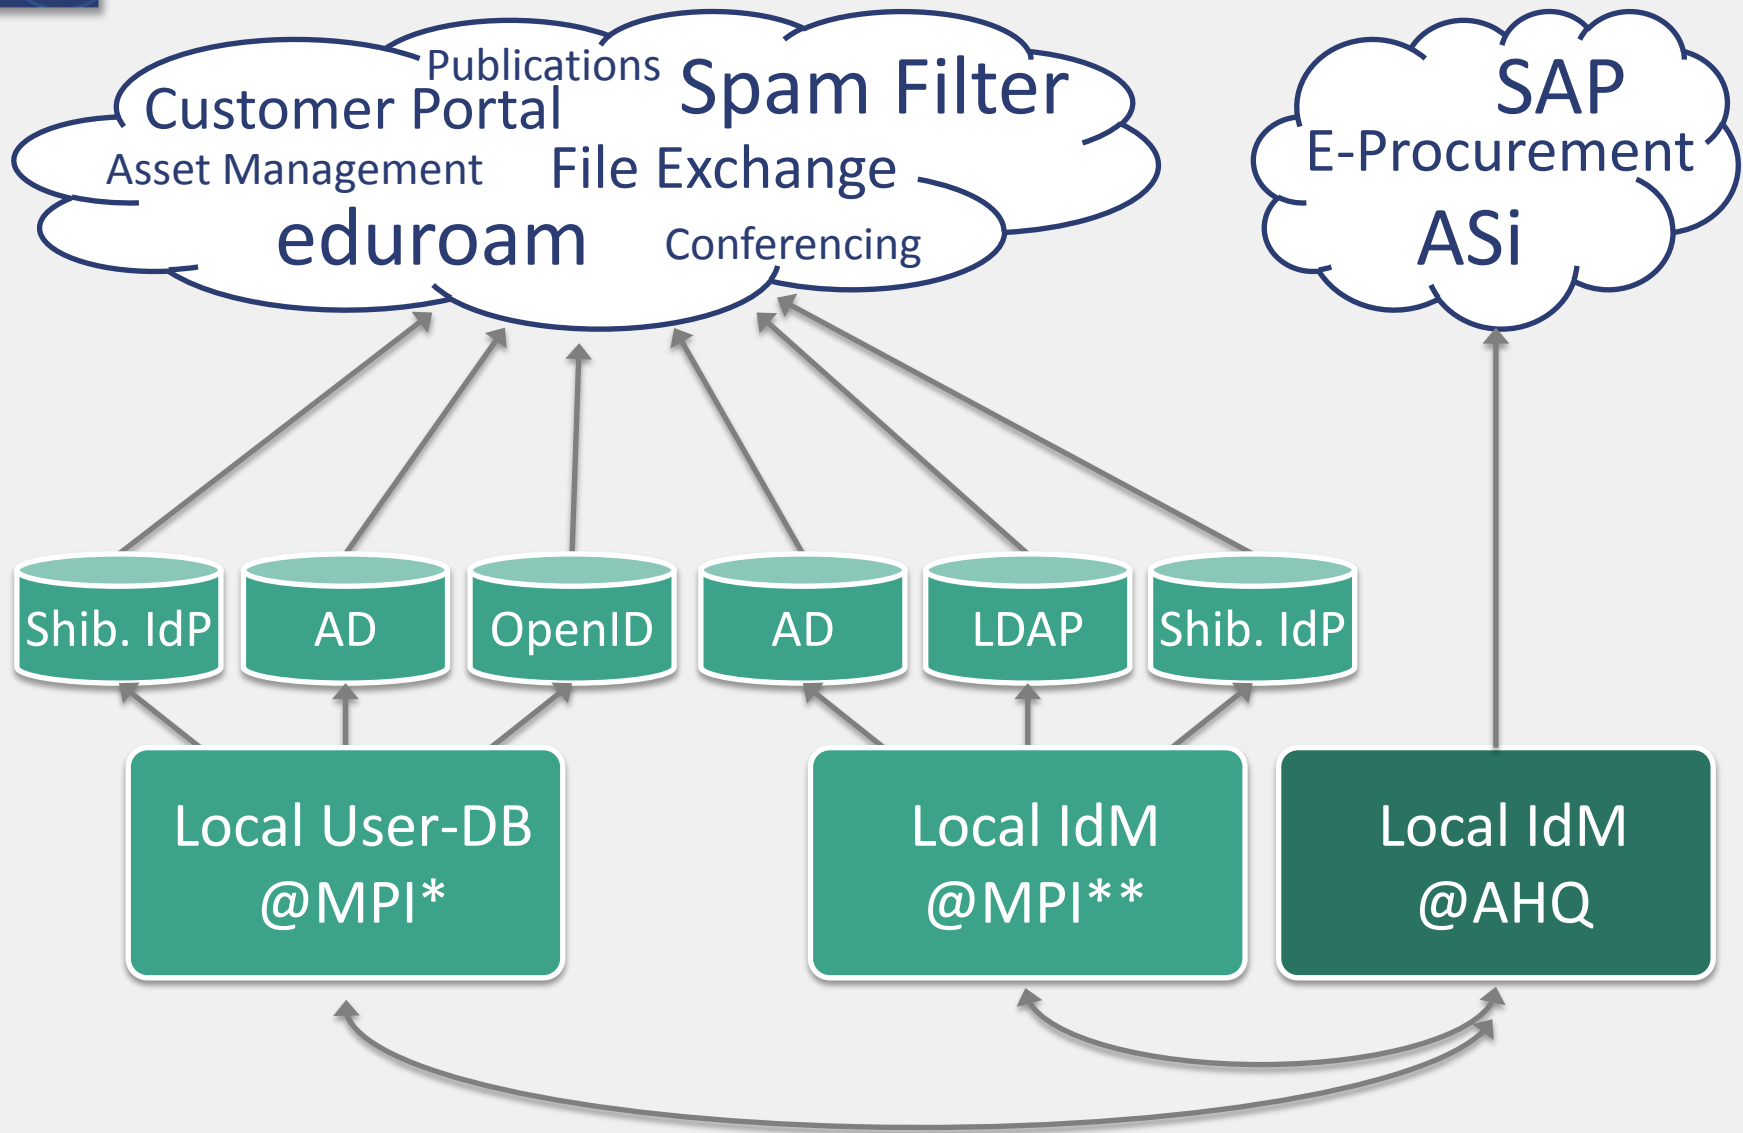 Publications
Spam Filter
Customer Portal
Asset Management
File Exchange
eduroam
Conferencing
SAP
E-Procurement
ASi
Shib. IdP
AD
OpenID
AD
LDAP
Shib. IdP
Local User-DB
@MPI*
Local IdM
@MPI**
Local IdM
@AHQ